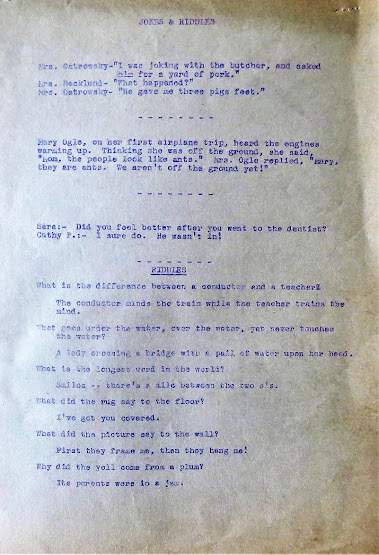 JOKES & RIDDLES
Mrs. Ostrowsky-"I was joking with the butcher, and asked
him for a yard of pork."
Mrs. Becklund- "What happened?"
Mrs. Ostrowsky- "He gave me three pigs feet."
- - - - - - - -
Mary Ogle, on her first airplane trip, heard the engines
warming up. Thinking she was off the ground, she said,
"Mom, the people look like ants." Mrs. Ogle replied, "Mary,
they are ants. We aren't off the ground yet!"
- - - - - - - -
Sara:- Did you feel better after you went to the dentist?
Cathy P.:- I sure do. He wasn't in!
- - - - - - - -
RIDDLES
What is the difference between a conductor and a teacher?
The conductor minds the train while the teacher trains the
mind.
What goes under the water, over the water, yet never touches
the water?
A lady crossing a bridge with a pail of water upon her head.
What is the longest word in the world?
-- there's a mile between the two s's.
What did the rug say to the floor?
I've got you covered.
What did the picture say to the wall?
First they frame me, then they hang me!
Why did the yell come from a plum?
Its parents were in a jam.